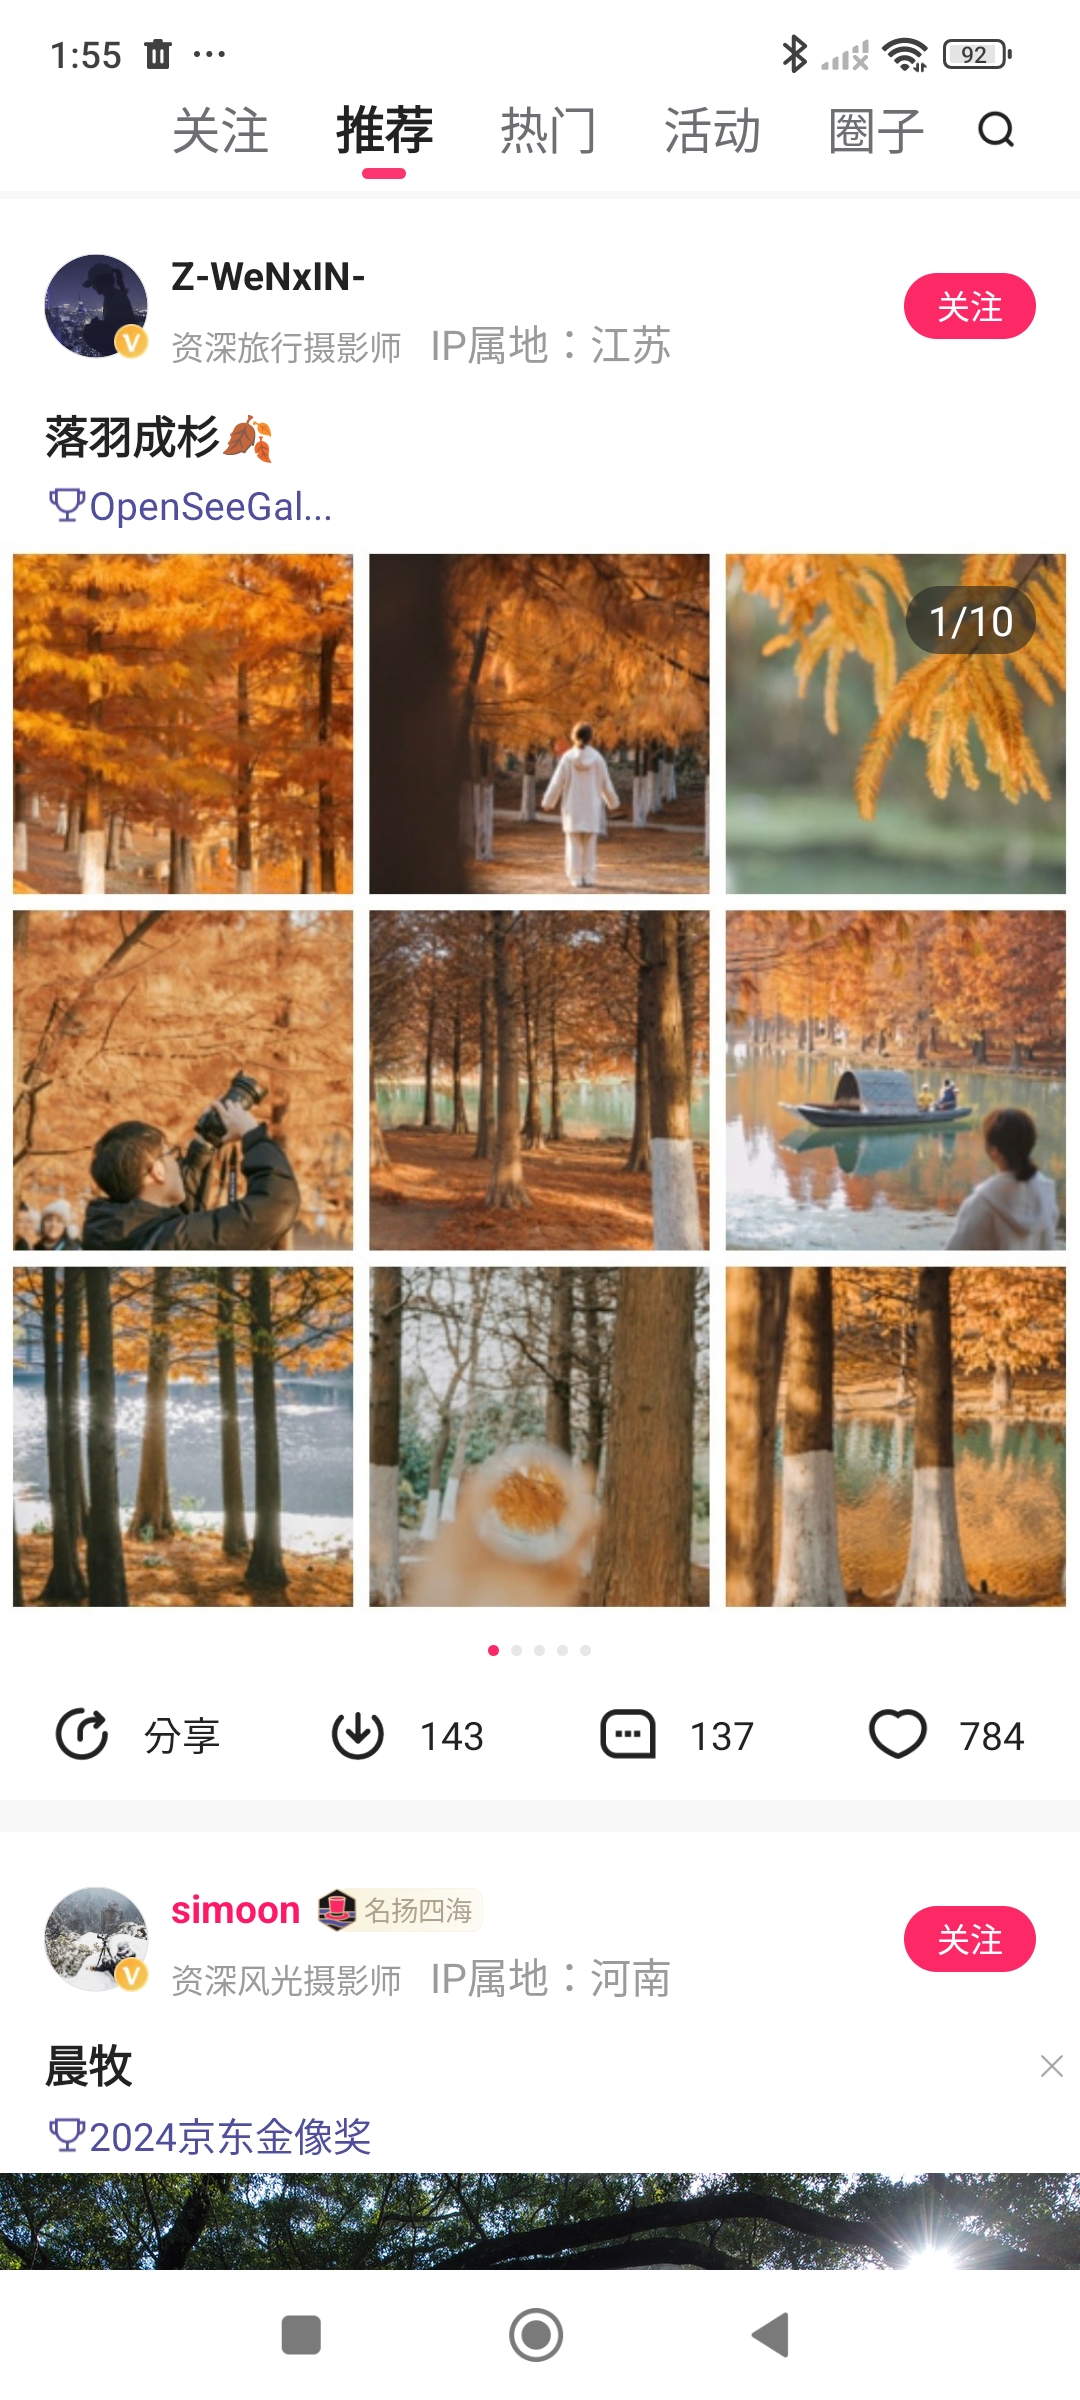 1:55 92
关注 推荐 热门 活动 圈子
Z-WeNxIN-
关注
资深旅行摄影师 IP属地：江苏
落羽成杉🍂
OpenSeeGal...
1/10
分享 143 137 784
simoon 名扬四海
关注
资深风光摄影师 IP属地：河南
晨牧
2024京东金像奖